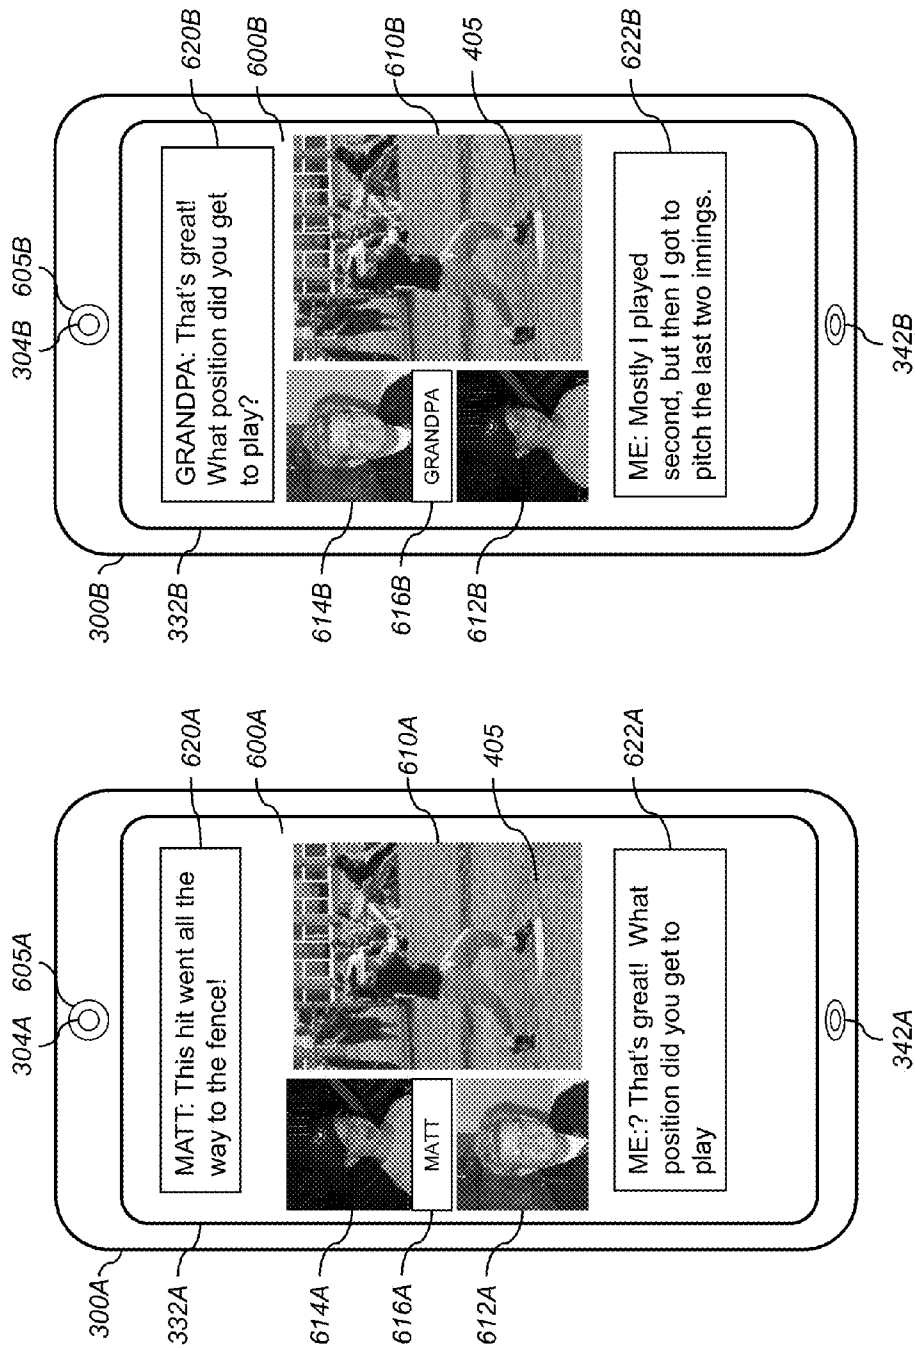 304A
605A
300A
332A
620A
MATT: This hit went all the
way to the fence!
600A
614A
616A
MATT
610A
612A
405
622A
ME:? That's great! What
position did you get to
play
342A
304B
605B
300B
332B
620B
GRANDPA: That's great!
What position did you get
to play?
600B
614B
616B
GRANDPA
610B
612B
405
622B
ME: Mostly I played
second, but then I got to
pitch the last two innings.
342B